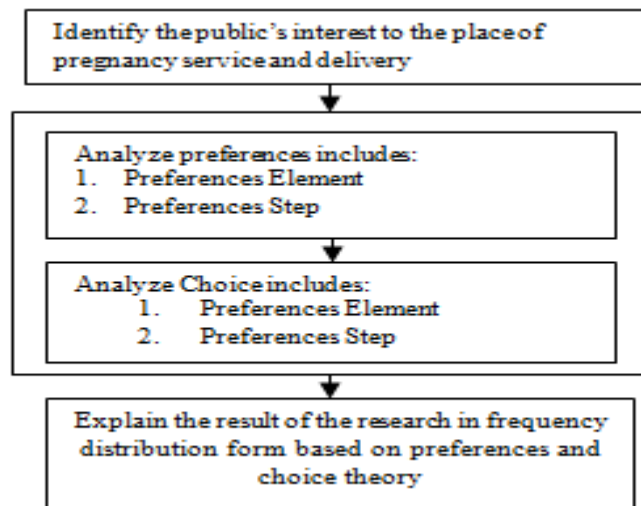 Identify the public's interest to the place of
pregnancy service and delivery
Analyze preferences includes:
1. Preferences Element
2. Preferences Step
Analyze Choice includes:
1. Preferences Element
2. Preferences Step
Explain the result of the research in frequency
distribution form based on preferences and
choice theory